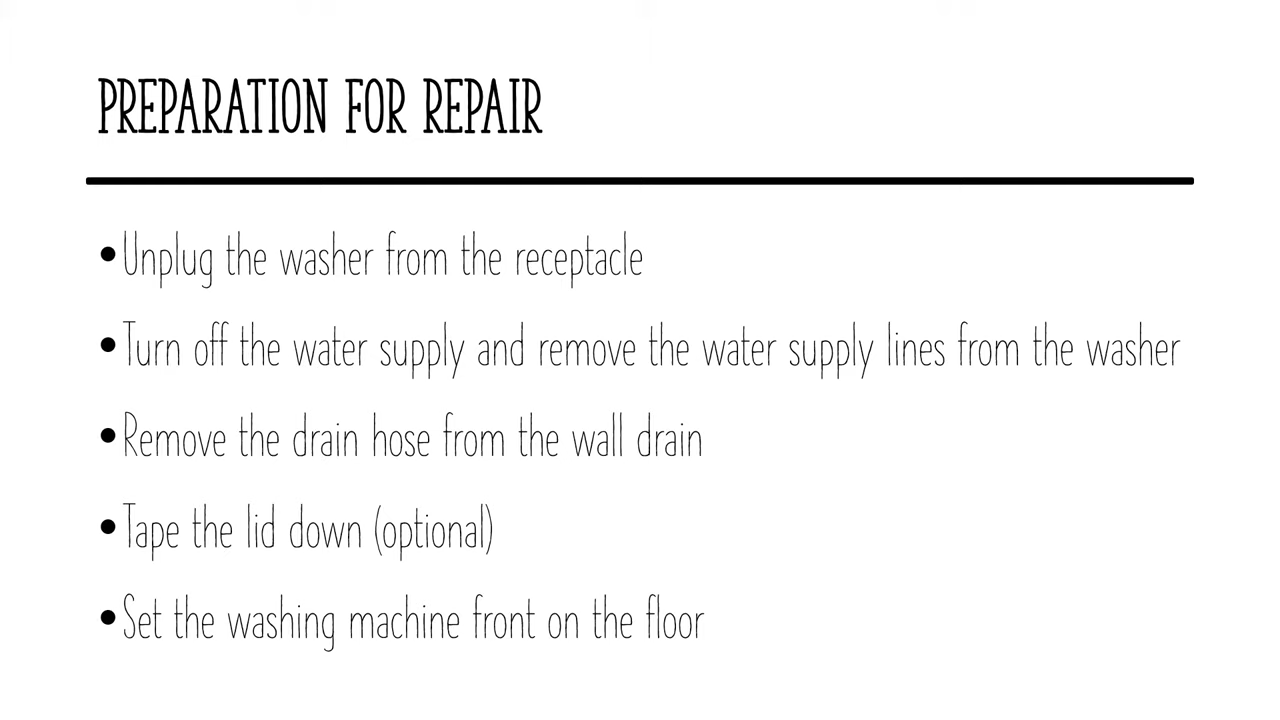 PREPARATION FOR REPAIR
•Unplug the washer from the receptacle
•Turn off the water supply and remove the water supply lines from the washer
•Remove the drain hose from the wall drain
•Tape the lid down (optional)
•Set the washing machine front on the floor